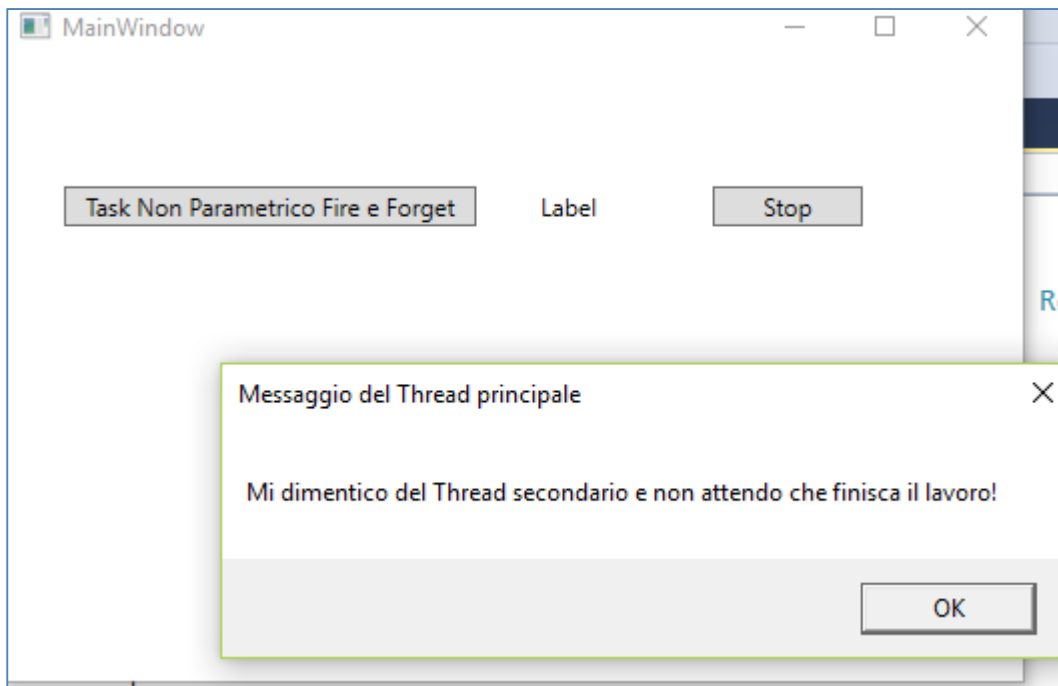 MainWindow
Task Non Parametrico Fire e Forget
Label
Stop
Messaggio del Thread principale
Mi dimentico del Thread secondario e non attendo che finisca il lavoro!
OK